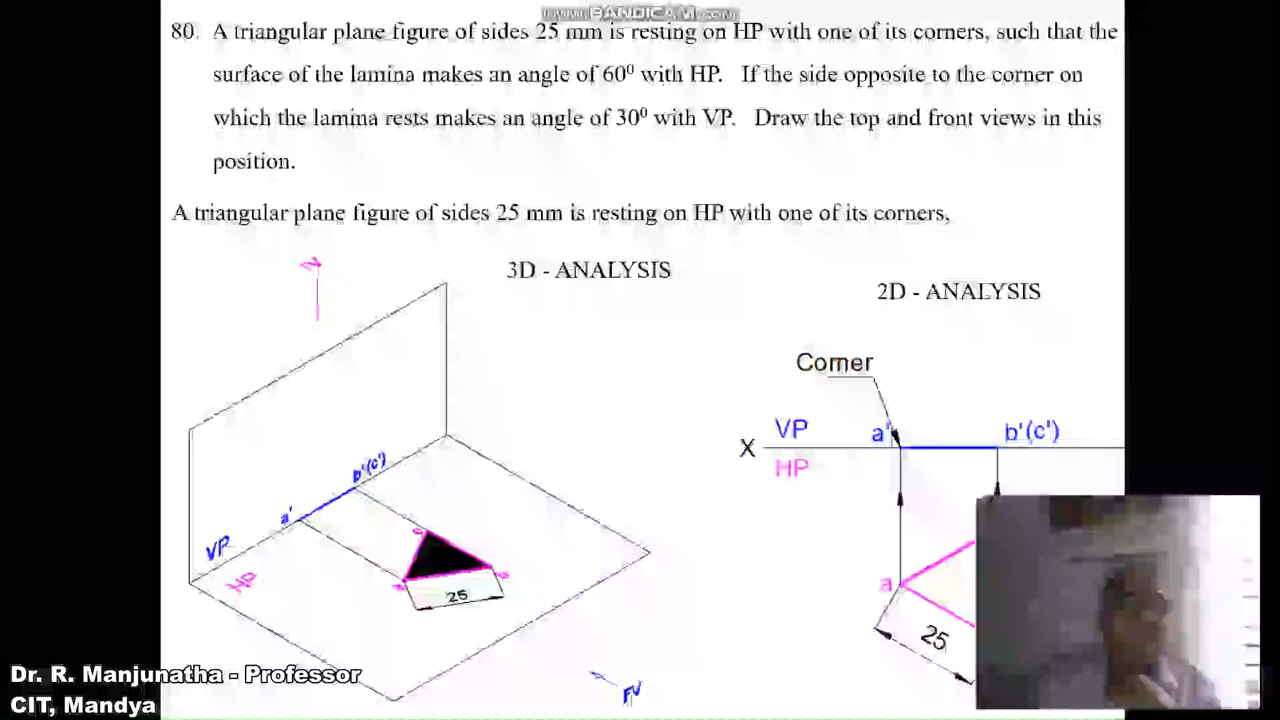 www.BANDICAM.com
80. A triangular plane figure of sides 25 mm is resting on HP with one of its corners, such that the
surface of the lamina makes an angle of 60⁰ with HP. If the side opposite to the corner on
which the lamina rests makes an angle of 30⁰ with VP. Draw the top and front views in this
position.
A triangular plane figure of sides 25 mm is resting on HP with one of its corners,
3D - ANALYSIS
2D - ANALYSIS
Corner
X
VP
HP
a'
b'(c')
a
25
b'(c')
a'
VP
HP
25
FV
Dr. R. Manjunatha - Professor
CIT, Mandya